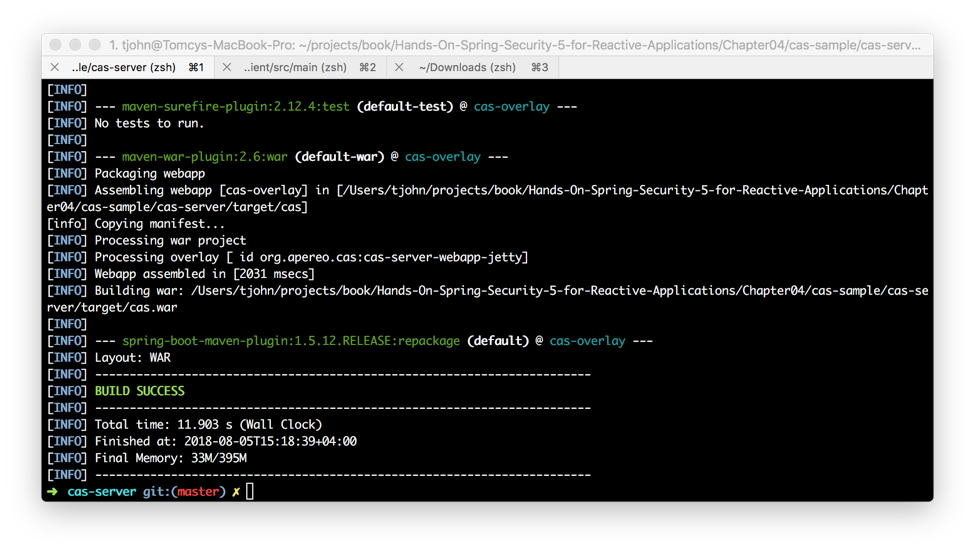 1. tjohn@Tomcys-MacBook-Pro: ~/projects/book/Hands-On-Spring-Security-5-for-Reactive-Applications/Chapter04/cas-sample/cas-serv...
..le/cas-server (zsh) ⌘1 ..ient/src/main (zsh) ⌘2 ~/Downloads (zsh) ⌘3
[INFO]
[INFO] --- maven-surefire-plugin:2.12.4:test (default-test) @ cas-overlay ---
[INFO] No tests to run.
[INFO]
[INFO] --- maven-war-plugin:2.6:war (default-war) @ cas-overlay ---
[INFO] Packaging webapp
[INFO] Assembling webapp [cas-overlay] in [/Users/tjohn/projects/book/Hands-On-Spring-Security-5-for-Reactive-Applications/Chapt
er04/cas-sample/cas-server/target/cas]
[info] Copying manifest...
[INFO] Processing war project
[INFO] Processing overlay [ id org.apereo.cas:cas-server-webapp-jetty]
[INFO] Webapp assembled in [2031 msecs]
[INFO] Building war: /Users/tjohn/projects/book/Hands-On-Spring-Security-5-for-Reactive-Applications/Chapter04/cas-sample/cas-se
rver/target/cas.war
[INFO]
[INFO] --- spring-boot-maven-plugin:1.5.12.RELEASE:repackage (default) @ cas-overlay ---
[INFO] Layout: WAR
[INFO] ------------------------------------------------------------------------
[INFO] BUILD SUCCESS
[INFO] ------------------------------------------------------------------------
[INFO] Total time: 11.903 s (Wall Clock)
[INFO] Finished at: 2018-08-05T15:18:39+04:00
[INFO] Final Memory: 33M/395M
[INFO] ------------------------------------------------------------------------
➜ cas-server git:(master) ✗